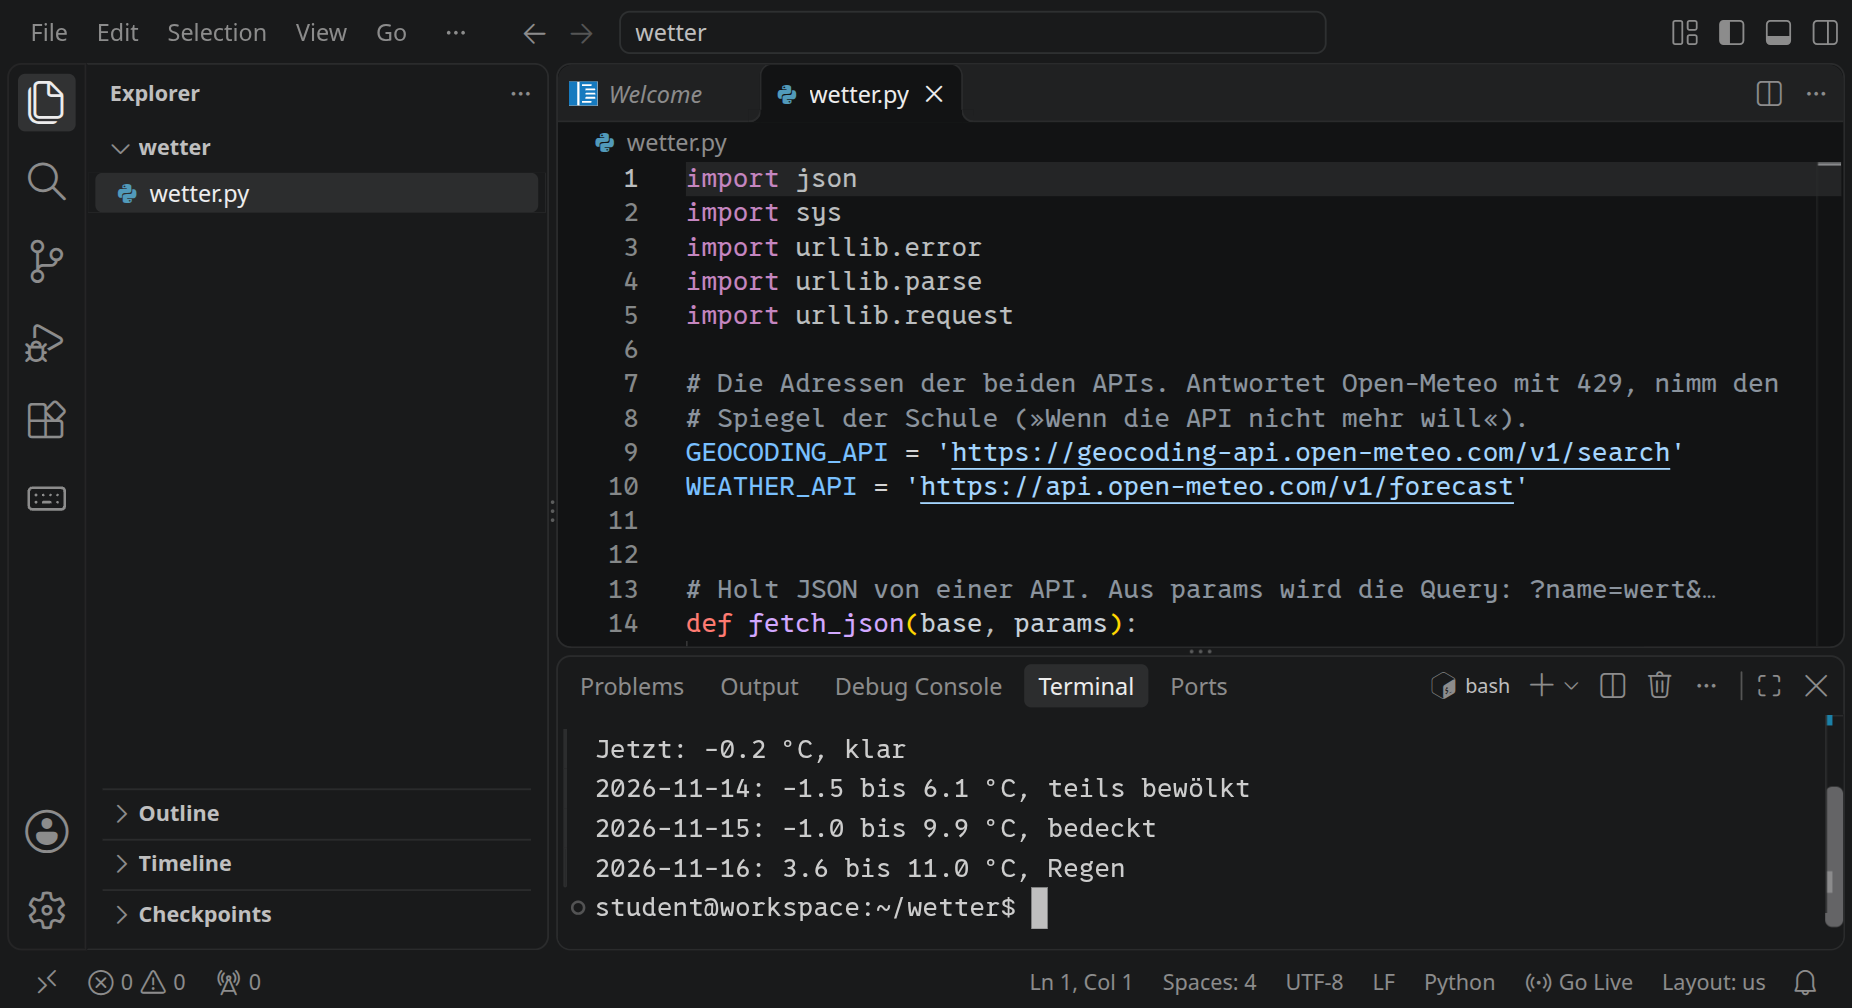 File Edit Selection View Go ···
wetter
Explorer ···
wetter
wetter.py
Outline
Timeline
Checkpoints
Welcome
wetter.py
wetter.py
1 import json
2 import sys
3 import urllib.error
4 import urllib.parse
5 import urllib.request
6
7 # Die Adressen der beiden APIs. Antwortet Open-Meteo mit 429, nimm den
8 # Spiegel der Schule (»Wenn die API nicht mehr will«).
9 GEOCODING_API = 'https://geocoding-api.open-meteo.com/v1/search'
10 WEATHER_API = 'https://api.open-meteo.com/v1/forecast'
11
12
13 # Holt JSON von einer API. Aus params wird die Query: ?name=wert&…
14 def fetch_json(base, params):
Problems Output Debug Console Terminal Ports
bash
Jetzt: -0.2 °C, klar
2026-11-14: -1.5 bis 6.1 °C, teils bewölkt
2026-11-15: -1.0 bis 9.9 °C, bedeckt
2026-11-16: 3.6 bis 11.0 °C, Regen
student@workspace:~/wetter$
0 0 0
Ln 1, Col 1 Spaces: 4 UTF-8 LF Python Go Live Layout: us